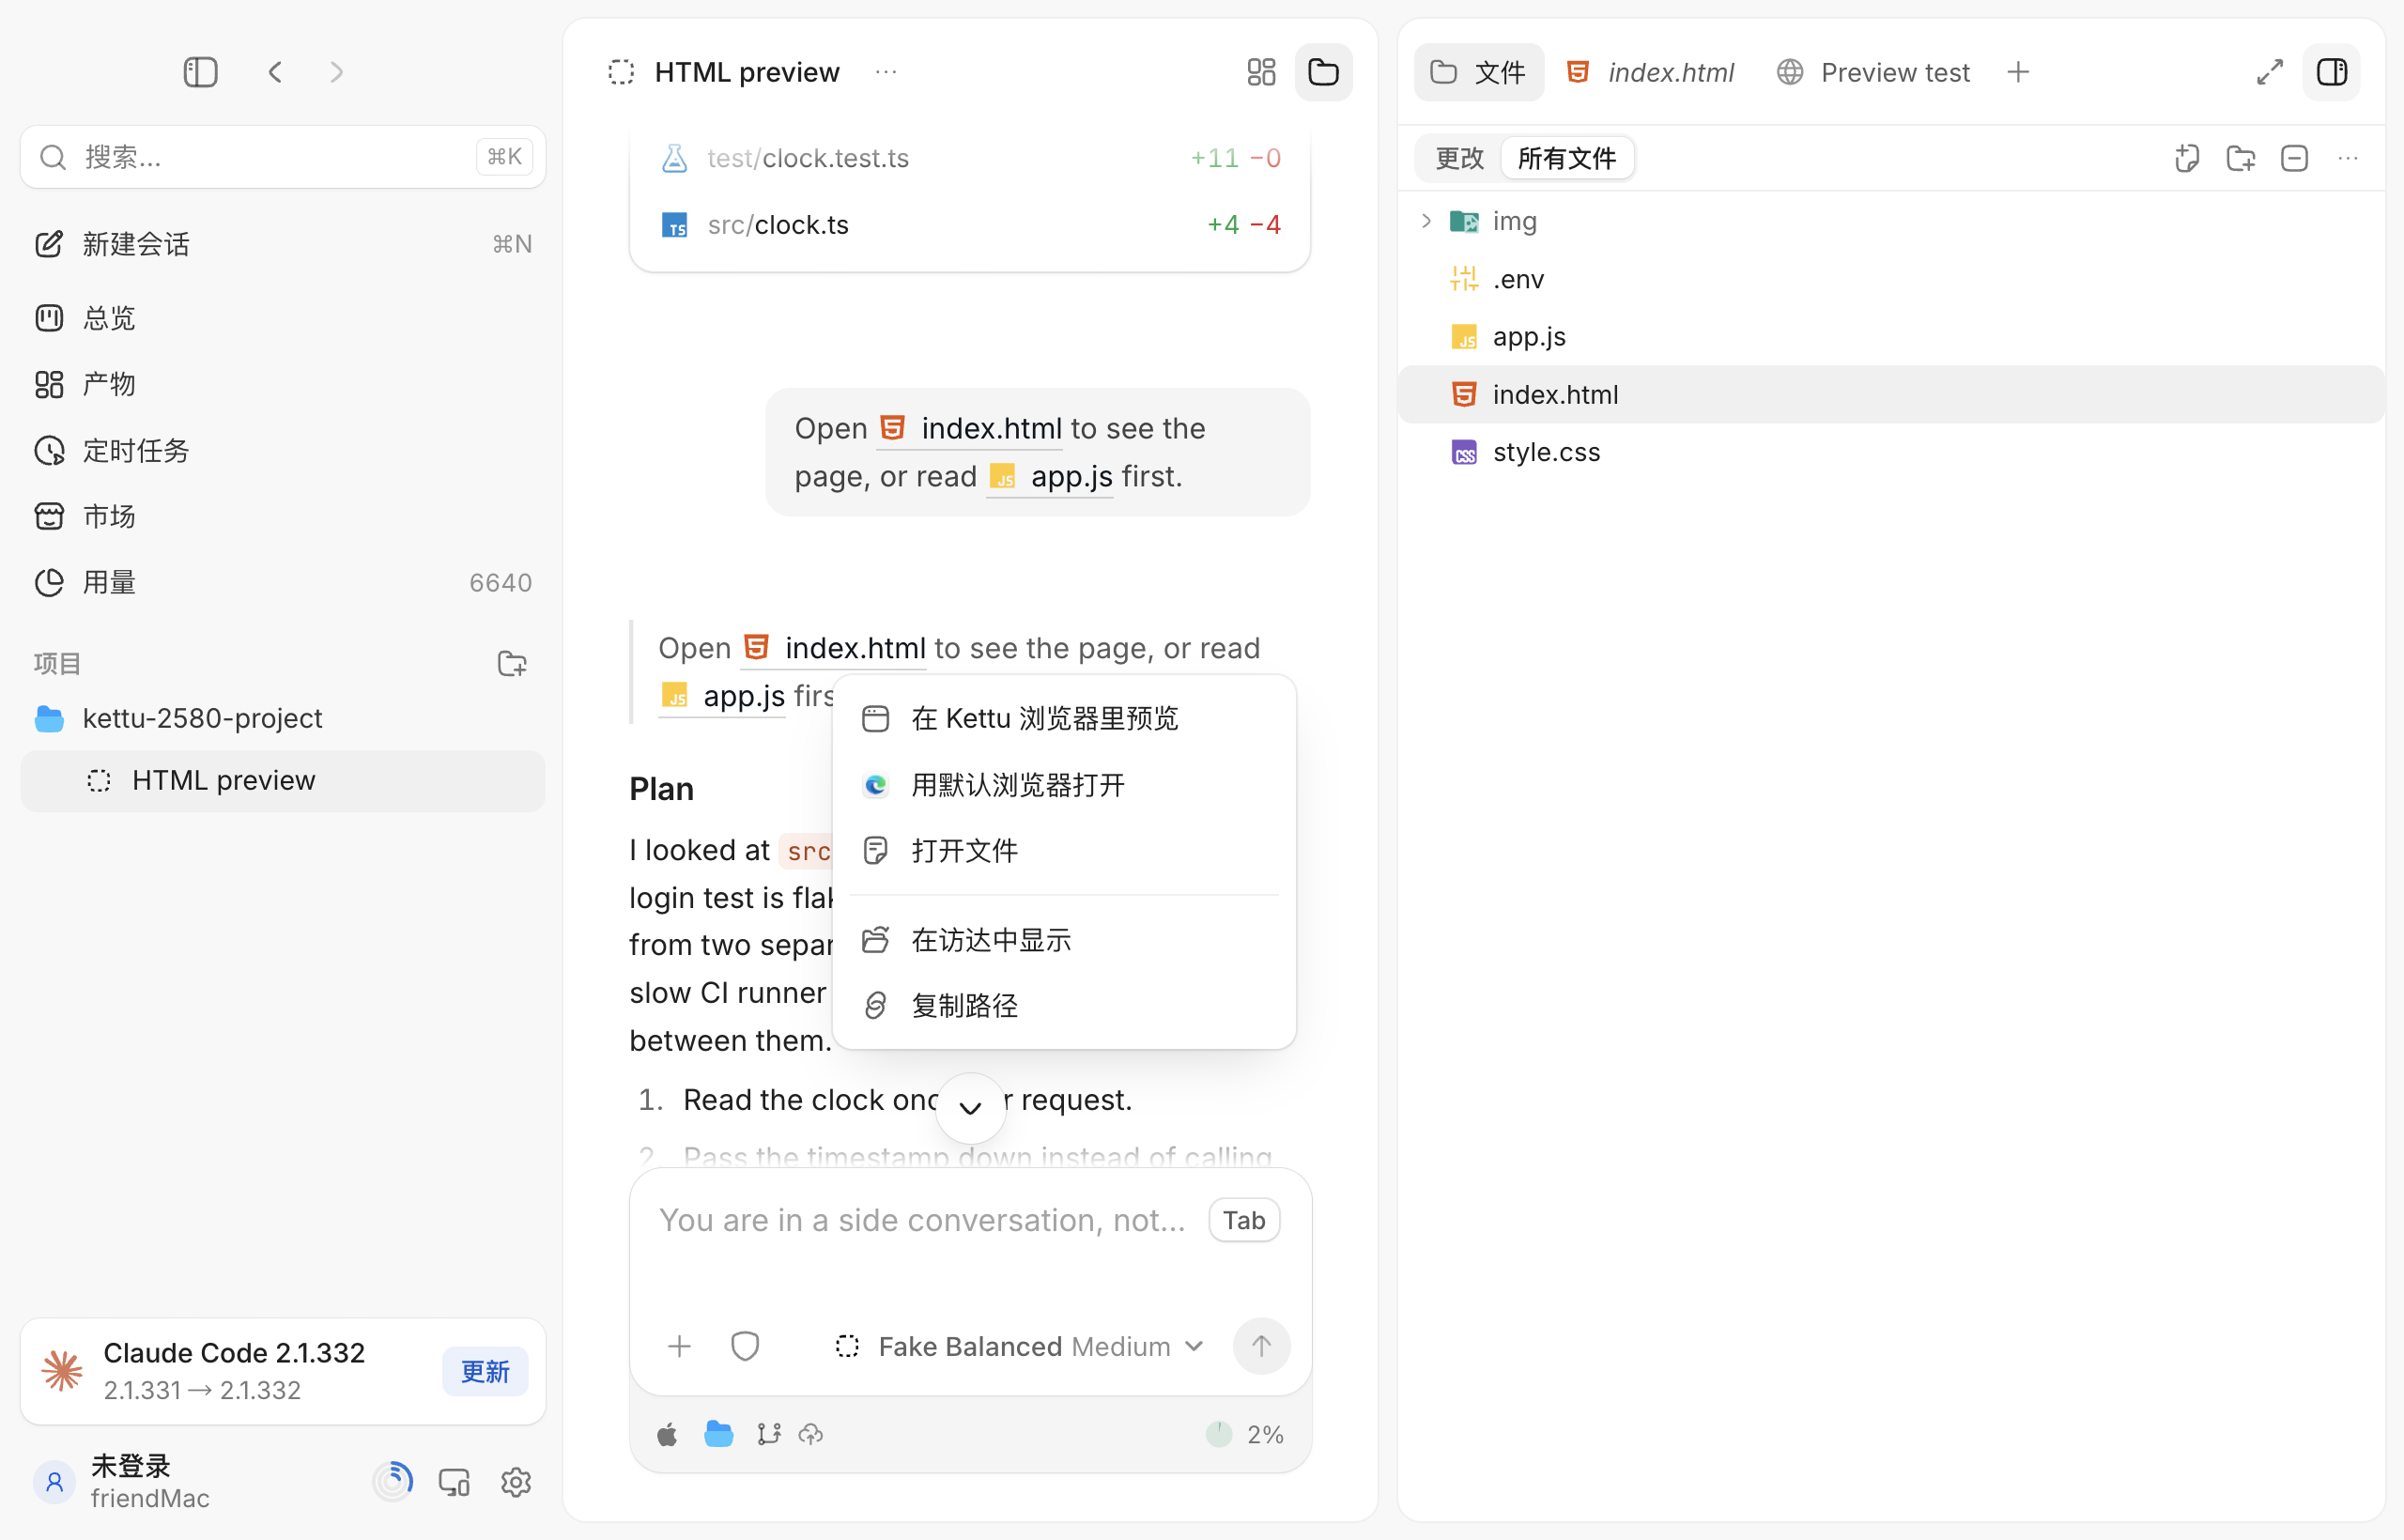 搜索...
⌘K
新建会话
⌘N
总览
产物
定时任务
市场
用量
6640
项目
kettu-2580-project
HTML preview
Claude Code 2.1.332
2.1.331 → 2.1.332
更新
未登录
friendMac
HTML preview
test/clock.test.ts
+11 −0
src/clock.ts
+4 −4
Open index.html to see the
page, or read app.js first.
Open index.html to see the page, or read
app.js firs
在 Kettu 浏览器里预览
用默认浏览器打开
打开文件
在访达中显示
复制路径
Plan
I looked at src
login test is flak
from two separ
slow CI runner
between them.
1. Read the clock onc r request.
2. Pass the timestamp down instead of calling
You are in a side conversation, not...
Tab
Fake Balanced Medium
2%
文件
index.html
Preview test
更改
所有文件
img
.env
app.js
index.html
style.css